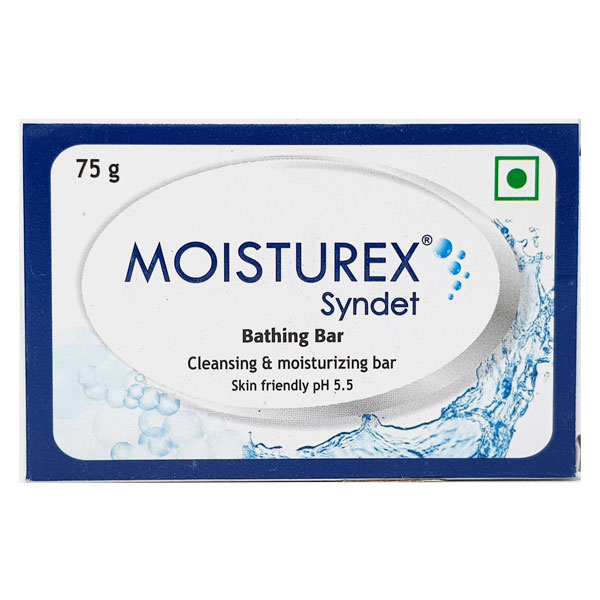 75 g
MOISTUREX®
Syndet
Bathing Bar
Cleansing & moisturizing bar
Skin friendly pH 5.5